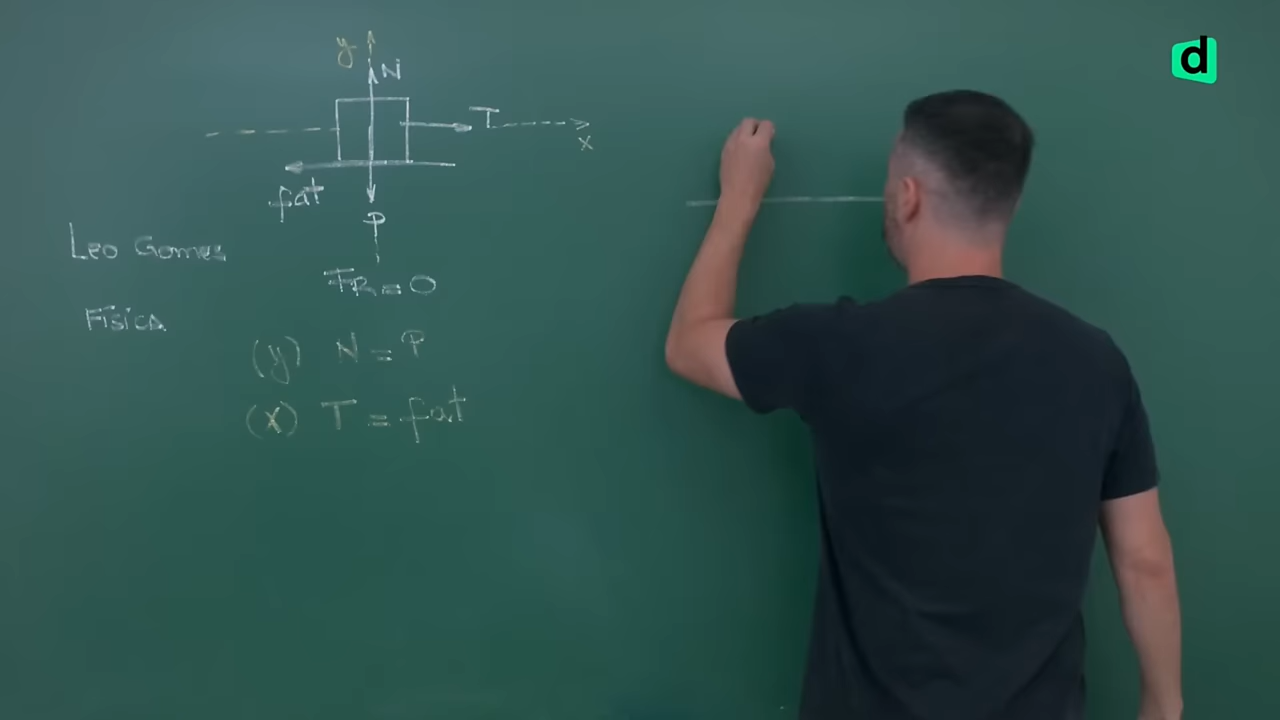 y
N
T
x
fat
P
Leo Gomes
FR=0
Física
(y) N = P
(x) T = fat
d